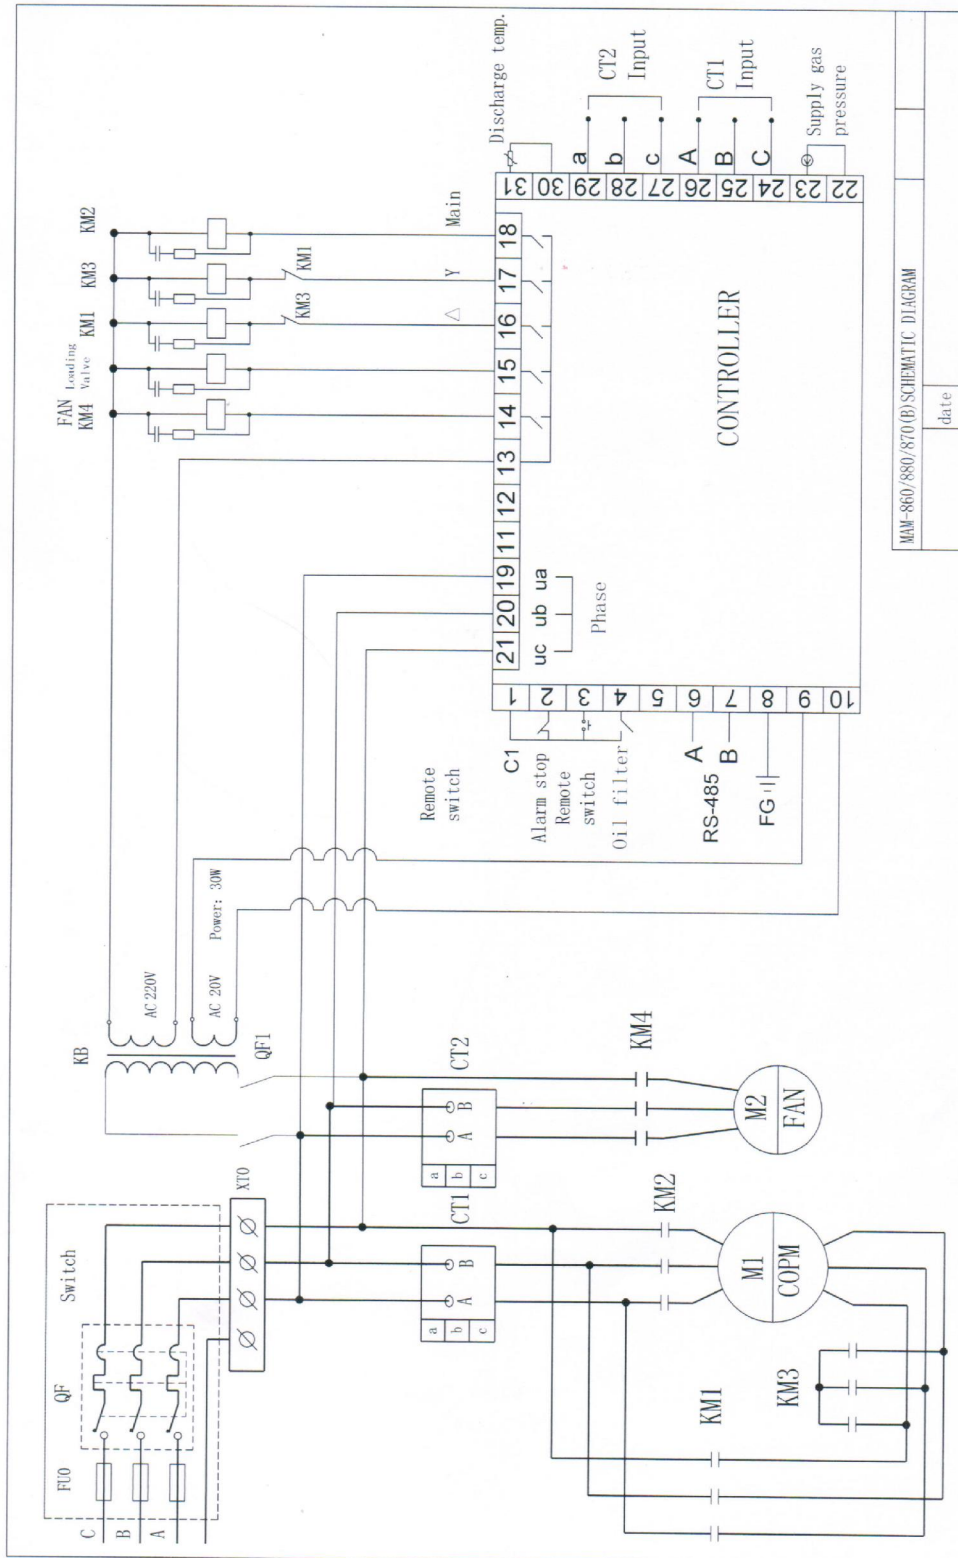 Discharge temp.
CT2
Input
CT1
Input
Supply gas
pressure
a
b
c
A
B
C
31
30
29
28
27
26
25
24
23
22
KM2
KM3
KM1
Loading
Valve
FAN
KM4
KM1
KM3
Main
Y
△
18
17
16
15
14
13
12
11
19
20
21
ua
ub
uc
Phase
CONTROLLER
1
2
3
4
5
6
7
8
9
10
C1
Remote
switch
Alarm stop
Remote
switch
Oil filter
A
B
RS-485
FG
KB
AC 220V
AC 20V
Power: 30W
QF1
CT2
a
b
c
A
B
KM4
M2
FAN
Switch
QF
FU0
C
B
A
XT0
CT1
a
b
c
A
B
KM2
M1
COPM
KM1
KM3
MAM-860/880/870(B)SCHEMATIC DIAGRAM
date